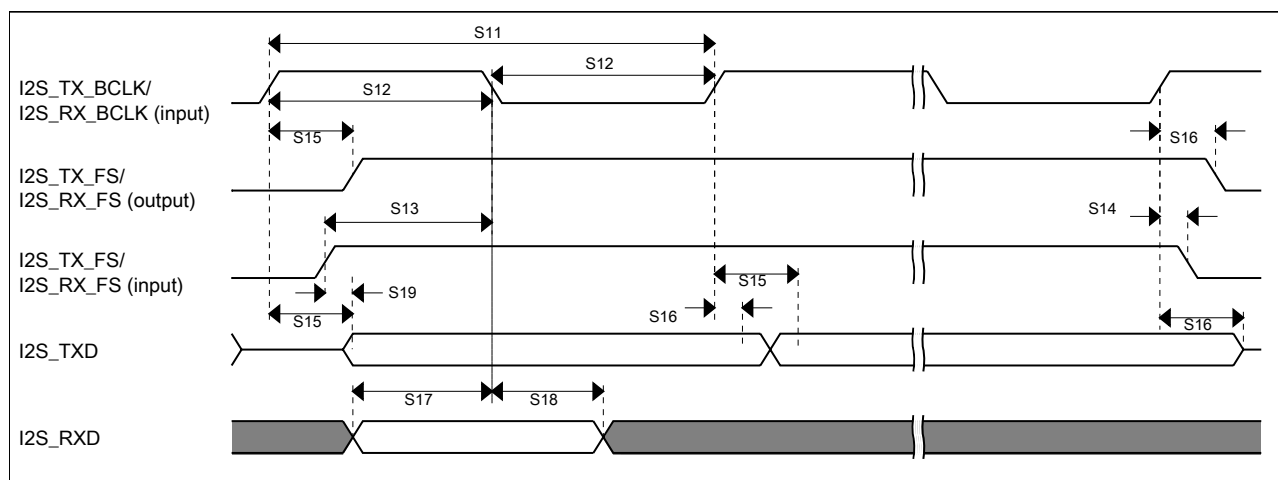 S11
I2S_TX_BCLK/
I2S_RX_BCLK (input)
S12
S12
S15
S16
I2S_TX_FS/
I2S_RX_FS (output)
S13
S14
I2S_TX_FS/
I2S_RX_FS (input)
S19
S15
S15
S16
S16
I2S_TXD
S17
S18
I2S_RXD